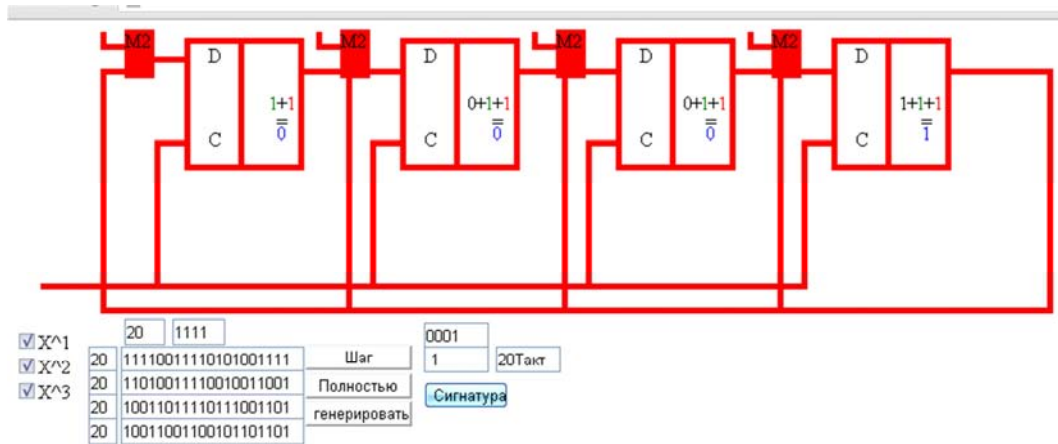 M2 M2 M2 M2
D D D D
1+1 0+1+1 0+1+1 1+1+1
= = = =
0 0 0 1
C C C C
20 1111 0001
X^1
20 11110011110101001111 Шаг 1 20Такт
X^2
20 11010011110010011001 Полностью Сигнатура
X^3
20 10011011110111001101 генерировать
20 10011001100101101101